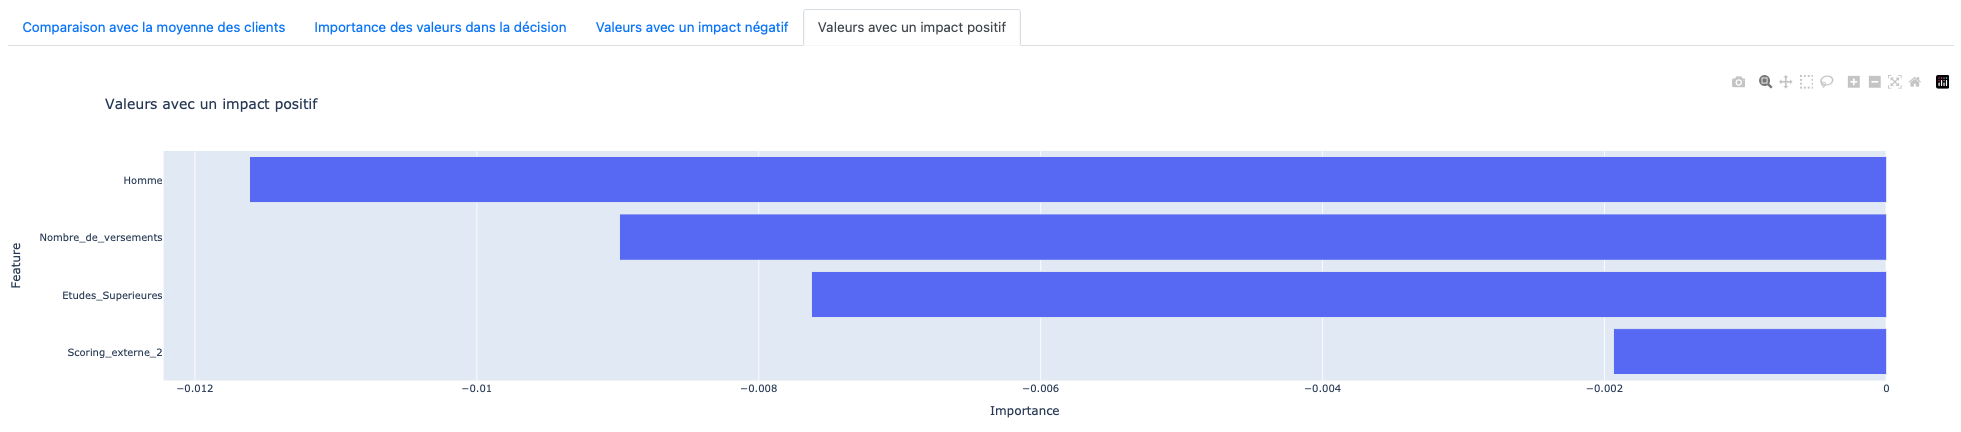 Comparaison avec la moyenne des clients
Importance des valeurs dans la décision
Valeurs avec un impact négatif
Valeurs avec un impact positif
Valeurs avec un impact positif
Feature
Homme
Nombre_de_versements
Etudes_Superieures
Scoring_externe_2
−0.012
−0.01
−0.008
−0.006
−0.004
−0.002
0
Importance